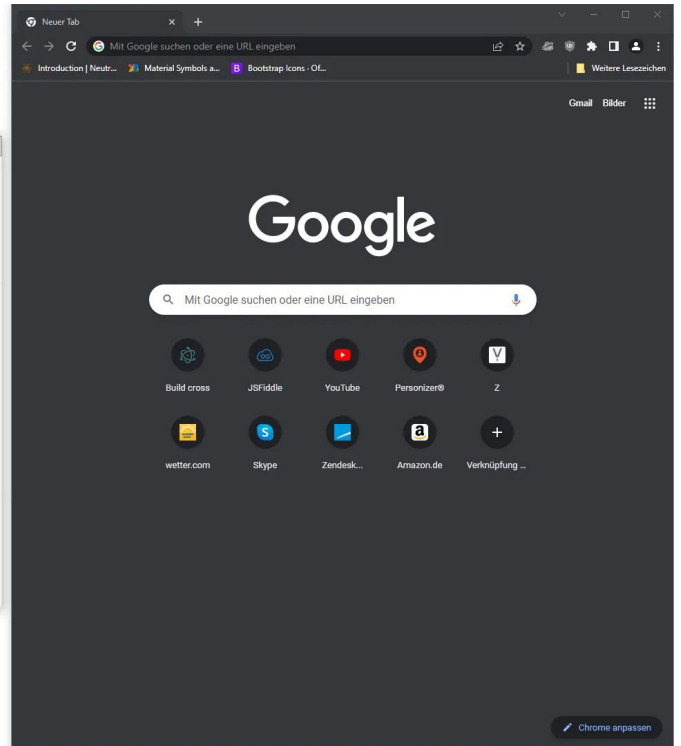 Neuer Tab
Mit Google suchen oder eine URL eingeben
Introduction | Neutr... Material Symbols a... B Bootstrap Icons · Of... Weitere Lesezeichen
Gmail Bilder
Google
Mit Google suchen oder eine URL eingeben
Build cross JSFiddle YouTube Personizer® Z
wetter.com Skype Zendesk... Amazon.de Verknüpfung ...
Chrome anpassen